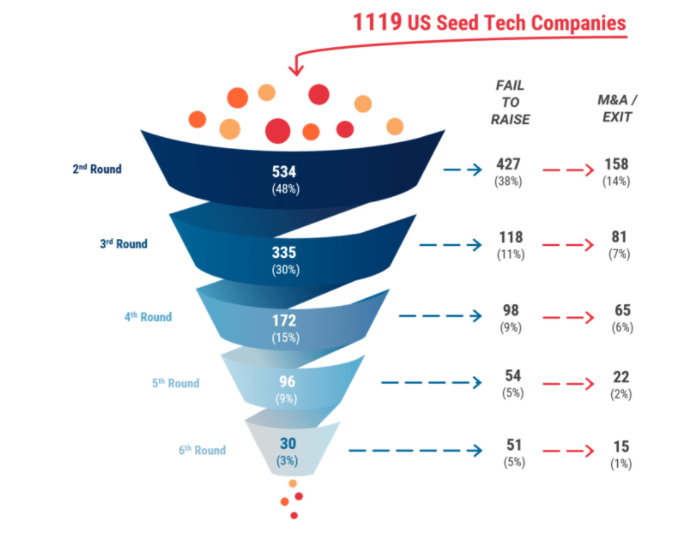 1119 US Seed Tech Companies
FAIL
TO
RAISE
M&A /
EXIT
2nd Round
534
(48%)
427
(38%)
158
(14%)
3rd Round
335
(30%)
118
(11%)
81
(7%)
4th Round
172
(15%)
98
(9%)
65
(6%)
5th Round
96
(9%)
54
(5%)
22
(2%)
6th Round
30
(3%)
51
(5%)
15
(1%)